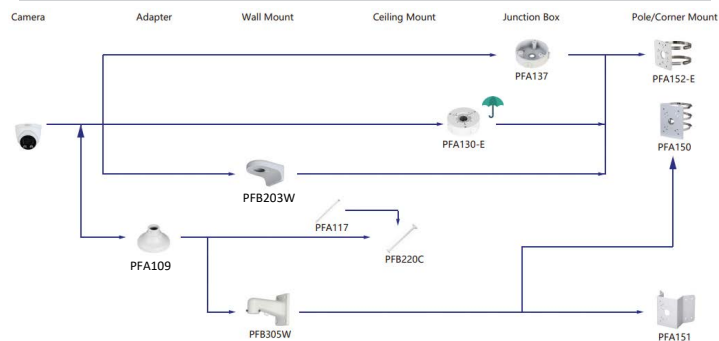 Camera Adapter Wall Mount Ceiling Mount Junction Box Pole/Corner Mount
PFA137
PFA152-E
PFA130-E
PFA150
PFB203W
PFA117
PFB220C
PFA109
PFB305W
PFA151